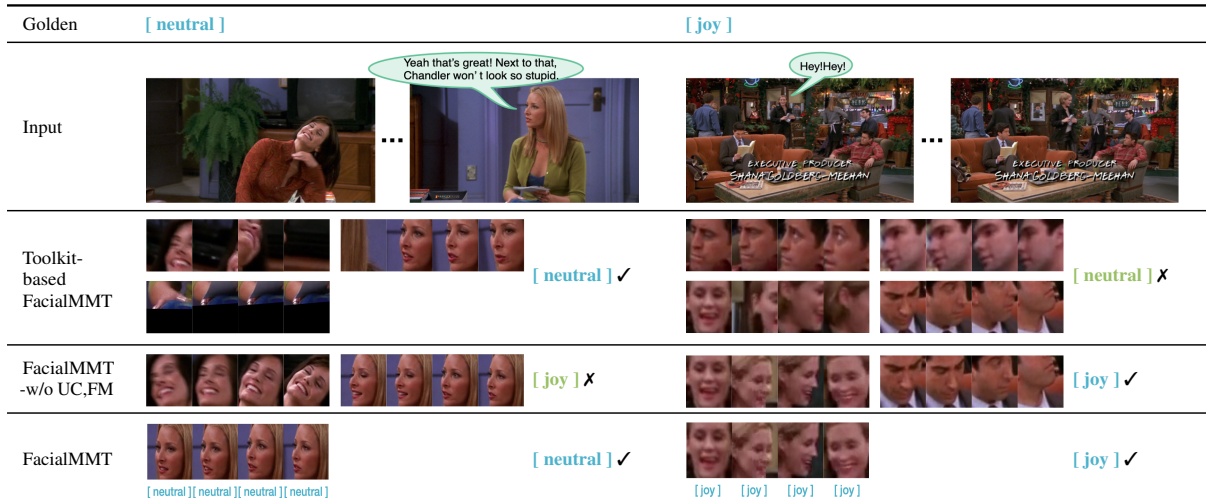 Golden [ neutral ] [ joy ]
Yeah that's great! Next to that,
Chandler won't look so stupid.
Hey!Hey!
Input
...
...
EXECUTIVE PRODUCER
SHANA GOLDBERG-MEEHAN
EXECUTIVE PRODUCER
SHANA GOLDBERG-MEEHAN
Toolkit-
based
FacialMMT
[ neutral ] ✓
[ neutral ] ✗
FacialMMT
-w/o UC,FM
[ joy ] ✗
[ joy ] ✓
FacialMMT
[ neutral ] ✓
[ joy ] ✓
[ neutral ] [ neutral ] [ neutral ] [ neutral ]
[ joy ] [ joy ] [ joy ] [ joy ]